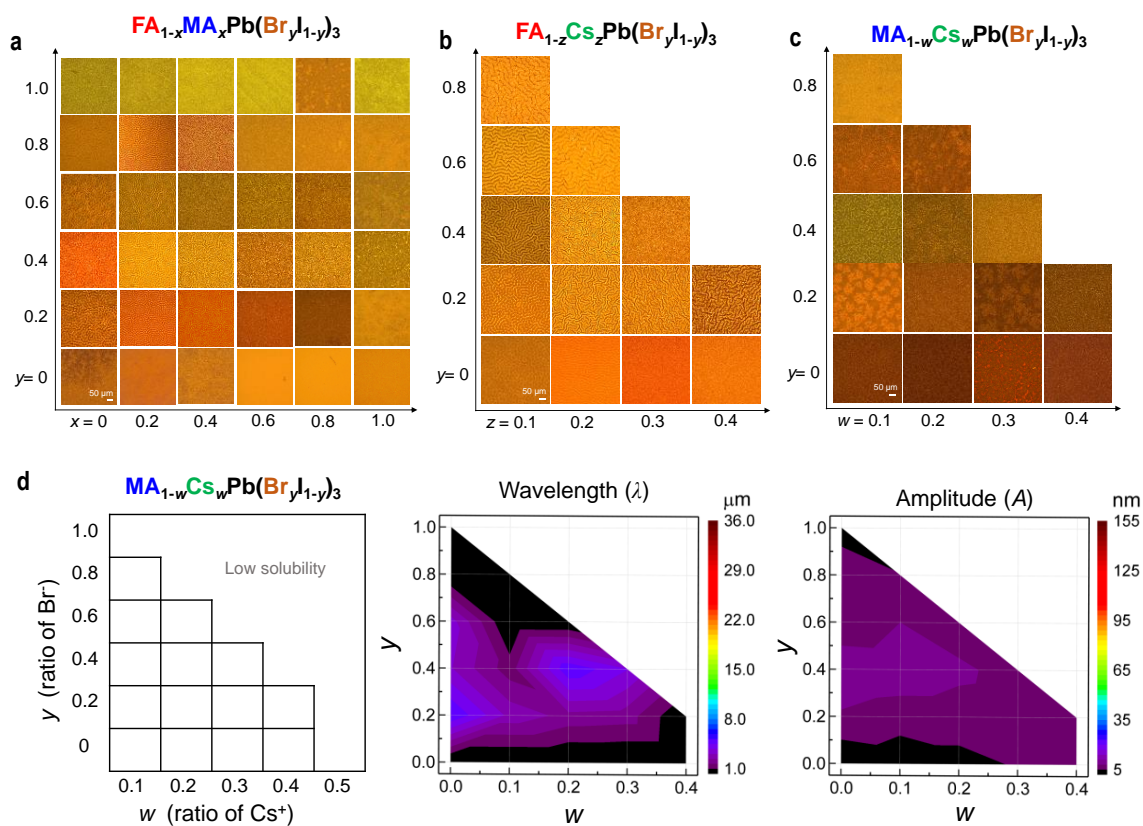 a
FA1-xMAxPb(BryI1-y)3
1.0
0.8
0.6
0.4
0.2
y= 0
50 μm
x = 0 0.2 0.4 0.6 0.8 1.0
b
FA1-zCszPb(BryI1-y)3
0.8
0.6
0.4
0.2
y= 0
50 μm
z = 0.1 0.2 0.3 0.4
c
MA1-wCswPb(BryI1-y)3
0.8
0.6
0.4
0.2
y= 0
50 μm
w = 0.1 0.2 0.3 0.4
d
MA1-wCswPb(BryI1-y)3
y (ratio of Br-)
1.0
0.8
0.6
0.4
0.2
0
Low solubility
0.1 0.2 0.3 0.4 0.5
w (ratio of Cs+)
Wavelength (λ)
y
1.0
0.8
0.6
0.4
0.2
0.0
0.0 0.1 0.2 0.3 0.4
w
μm
36.0
29.0
22.0
15.0
8.0
1.0
Amplitude (A)
y
1.0
0.8
0.6
0.4
0.2
0.0
0.0 0.1 0.2 0.3 0.4
w
nm
155
125
95
65
35
5